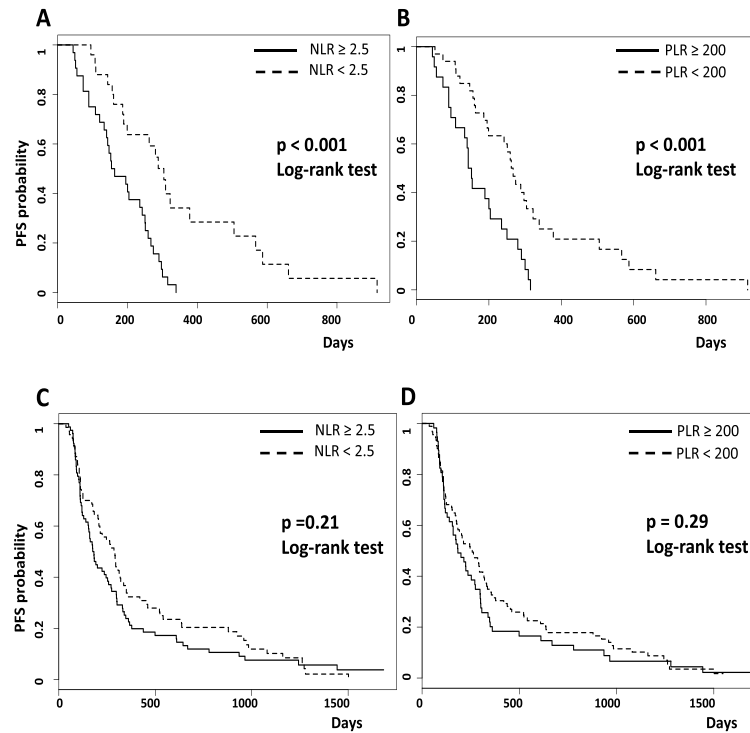 A
NLR ≥ 2.5
NLR < 2.5
p < 0.001
Log-rank test
PFS probability
1
0.8
0.6
0.4
0.2
0
0 200 400 600 800
Days
B
PLR ≥ 200
PLR < 200
p < 0.001
Log-rank test
1
0.8
0.6
0.4
0.2
0
0 200 400 600 800
Days
C
NLR ≥ 2.5
NLR < 2.5
p =0.21
Log-rank test
PFS probability
1
0.8
0.6
0.4
0.2
0
0 500 1000 1500
Days
D
PLR ≥ 200
PLR < 200
p = 0.29
Log-rank test
1
0.8
0.6
0.4
0.2
0
0 500 1000 1500
Days